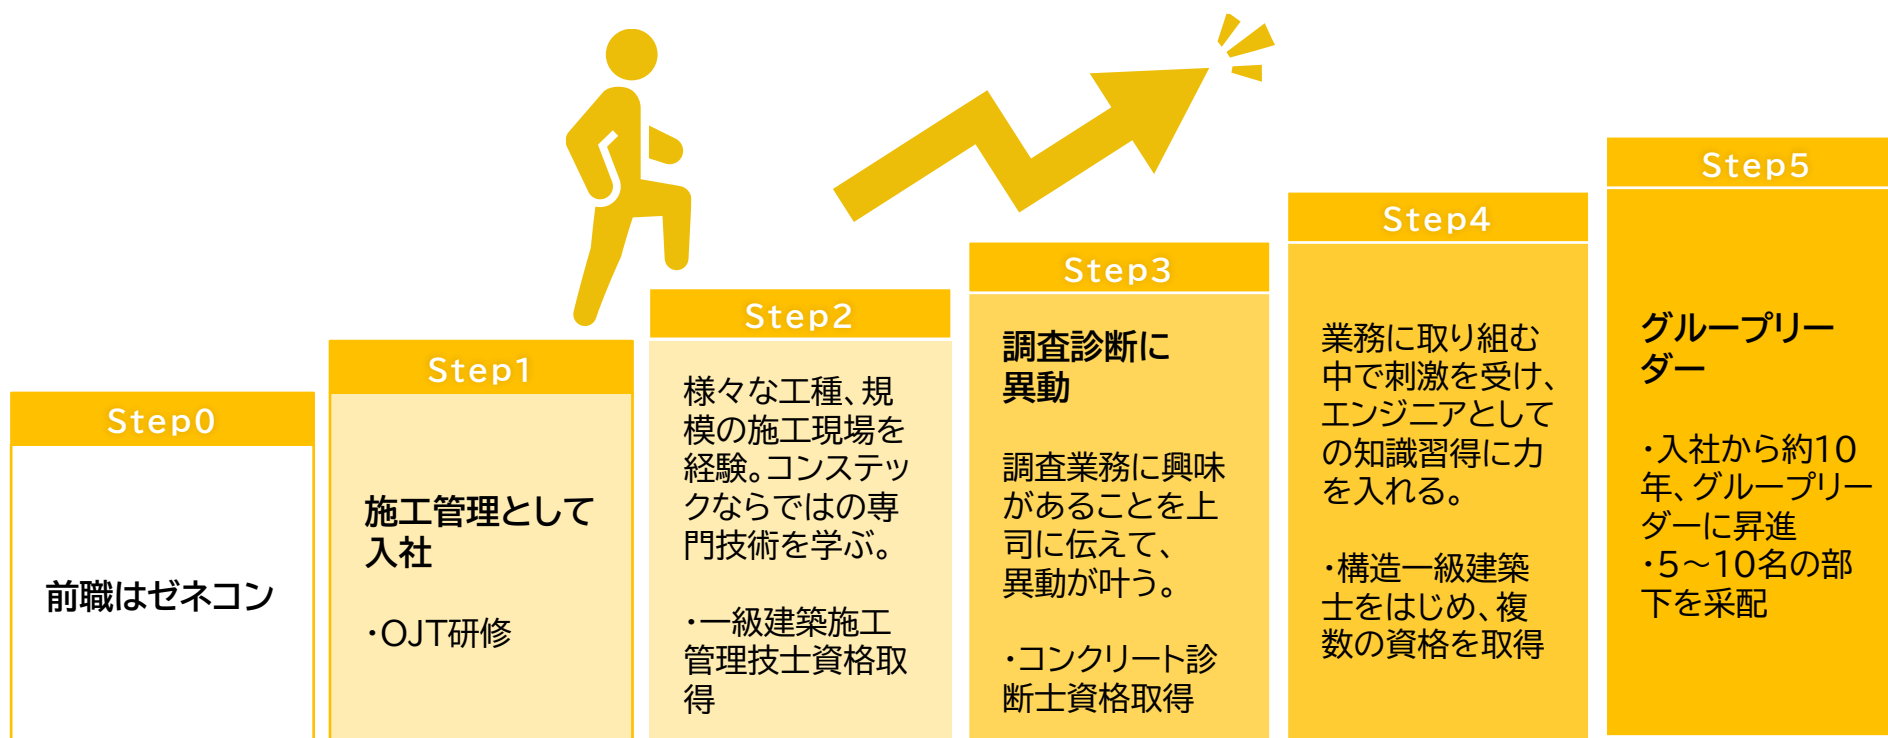 Step0
前職はゼネコン
Step1
施工管理として
入社
・OJT研修
Step2
様々な工種、規
模の施工現場を
経験。コンステッ
クならではの専
門技術を学ぶ。
・一級建築施工
管理技士資格取
得
Step3
調査診断に
異動
調査業務に興味
があることを上
司に伝えて、
異動が叶う。
・コンクリート診
断士資格取得
Step4
業務に取り組む
中で刺激を受け、
エンジニアとして
の知識習得に力
を入れる。
・構造一級建築
士をはじめ、複
数の資格を取得
Step5
グループリー
ダー
・入社から約10
年、グループリー
ダーに昇進
・5～10名の部
下を采配